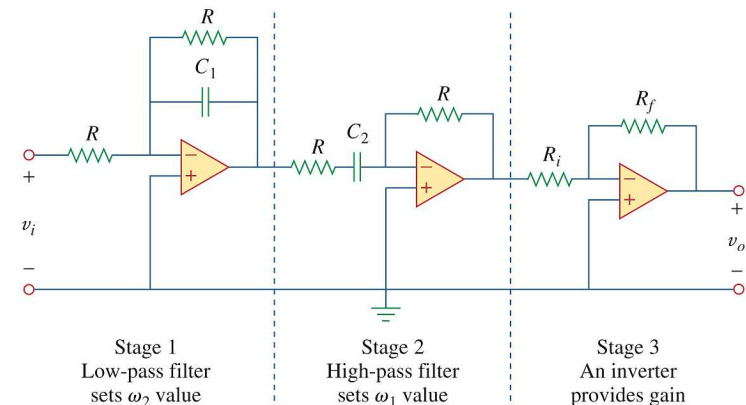 R
C₁
R
−
+
+
vᵢ
−
R
C₂
R
−
+
Rᵢ
R_f
−
+
+
vₒ
−
Stage 1
Low-pass filter
sets ω₂ value
Stage 2
High-pass filter
sets ω₁ value
Stage 3
An inverter
provides gain